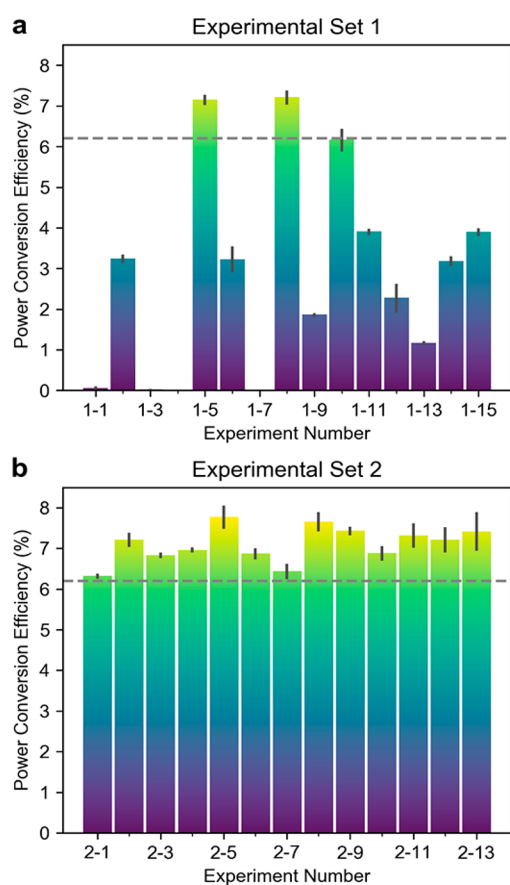 a
Experimental Set 1
Power Conversion Efficiency (%)
8
7
6
5
4
3
2
1
0
1-1 1-3 1-5 1-7 1-9 1-11 1-13 1-15
Experiment Number
b
Experimental Set 2
Power Conversion Efficiency (%)
8
7
6
5
4
3
2
1
0
2-1 2-3 2-5 2-7 2-9 2-11 2-13
Experiment Number